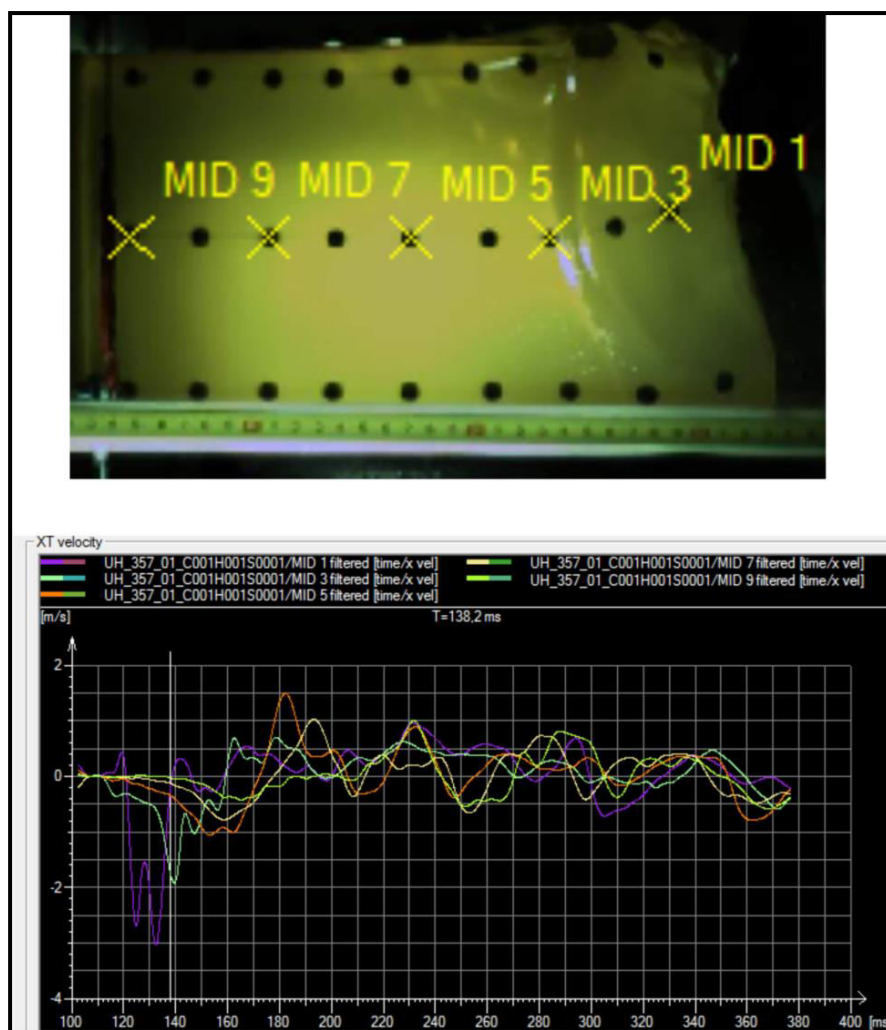 MID 9 MID 7 MID 5 MID 3 MID 1
XT velocity
UH_357_01_C001H001S0001/MID 1 filtered [time/x vel] UH_357_01_C001H001S0001/MID 7 filtered [time/x vel]
UH_357_01_C001H001S0001/MID 3 filtered [time/x vel] UH_357_01_C001H001S0001/MID 9 filtered [time/x vel]
UH_357_01_C001H001S0001/MID 5 filtered [time/x vel]
[m/s] T=138,2 ms
2
0
-2
-4
100 120 140 160 180 200 220 240 260 280 300 320 340 360 380 400 [ms